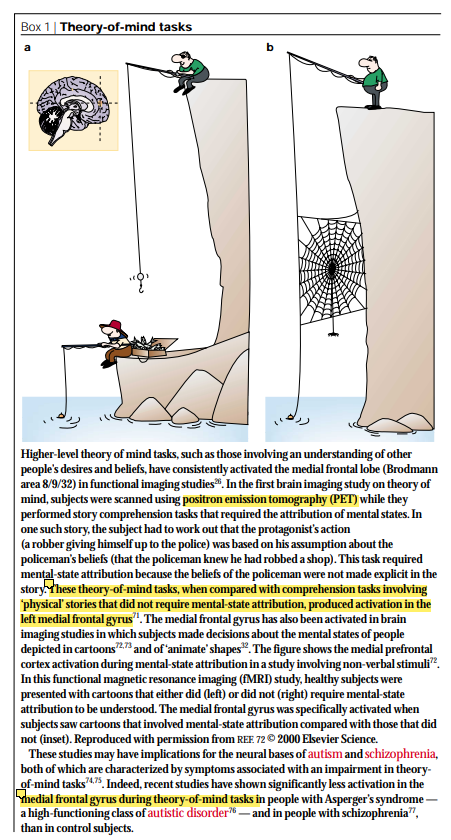 Box 1 | Theory-of-mind tasks
a
b
Higher-level theory of mind tasks, such as those involving an understanding of other
people's desires and beliefs, have consistently activated the medial frontal lobe (Brodmann
area 8/9/32) in functional imaging studies26. In the first brain imaging study on theory of
mind, subjects were scanned using positron emission tomography (PET) while they
performed story comprehension tasks that required the attribution of mental states. In
one such story, the subject had to work out that the protagonist's action
(a robber giving himself up to the police) was based on his assumption about the
policeman's beliefs (that the policeman knew he had robbed a shop). This task required
mental-state attribution because the beliefs of the policeman were not made explicit in the
story. These theory-of-mind tasks, when compared with comprehension tasks involving
'physical' stories that did not require mental-state attribution, produced activation in the
left medial frontal gyrus71. The medial frontal gyrus has also been activated in brain
imaging studies in which subjects made decisions about the mental states of people
depicted in cartoons72,73 and of 'animate' shapes32. The figure shows the medial prefrontal
cortex activation during mental-state attribution in a study involving non-verbal stimuli72.
In this functional magnetic resonance imaging (fMRI) study, healthy subjects were
presented with cartoons that either did (left) or did not (right) require mental-state
attribution to be understood. The medial frontal gyrus was specifically activated when
subjects saw cartoons that involved mental-state attribution compared with those that did
not (inset). Reproduced with permission from REF. 72 © 2000 Elsevier Science.
These studies may have implications for the neural bases of autism and schizophrenia,
both of which are characterized by symptoms associated with an impairment in theory-
of-mind tasks74,75. Indeed, recent studies have shown significantly less activation in the
medial frontal gyrus during theory-of-mind tasks in people with Asperger's syndrome —
a high-functioning class of autistic disorder76 — and in people with schizophrenia77,
than in control subjects.